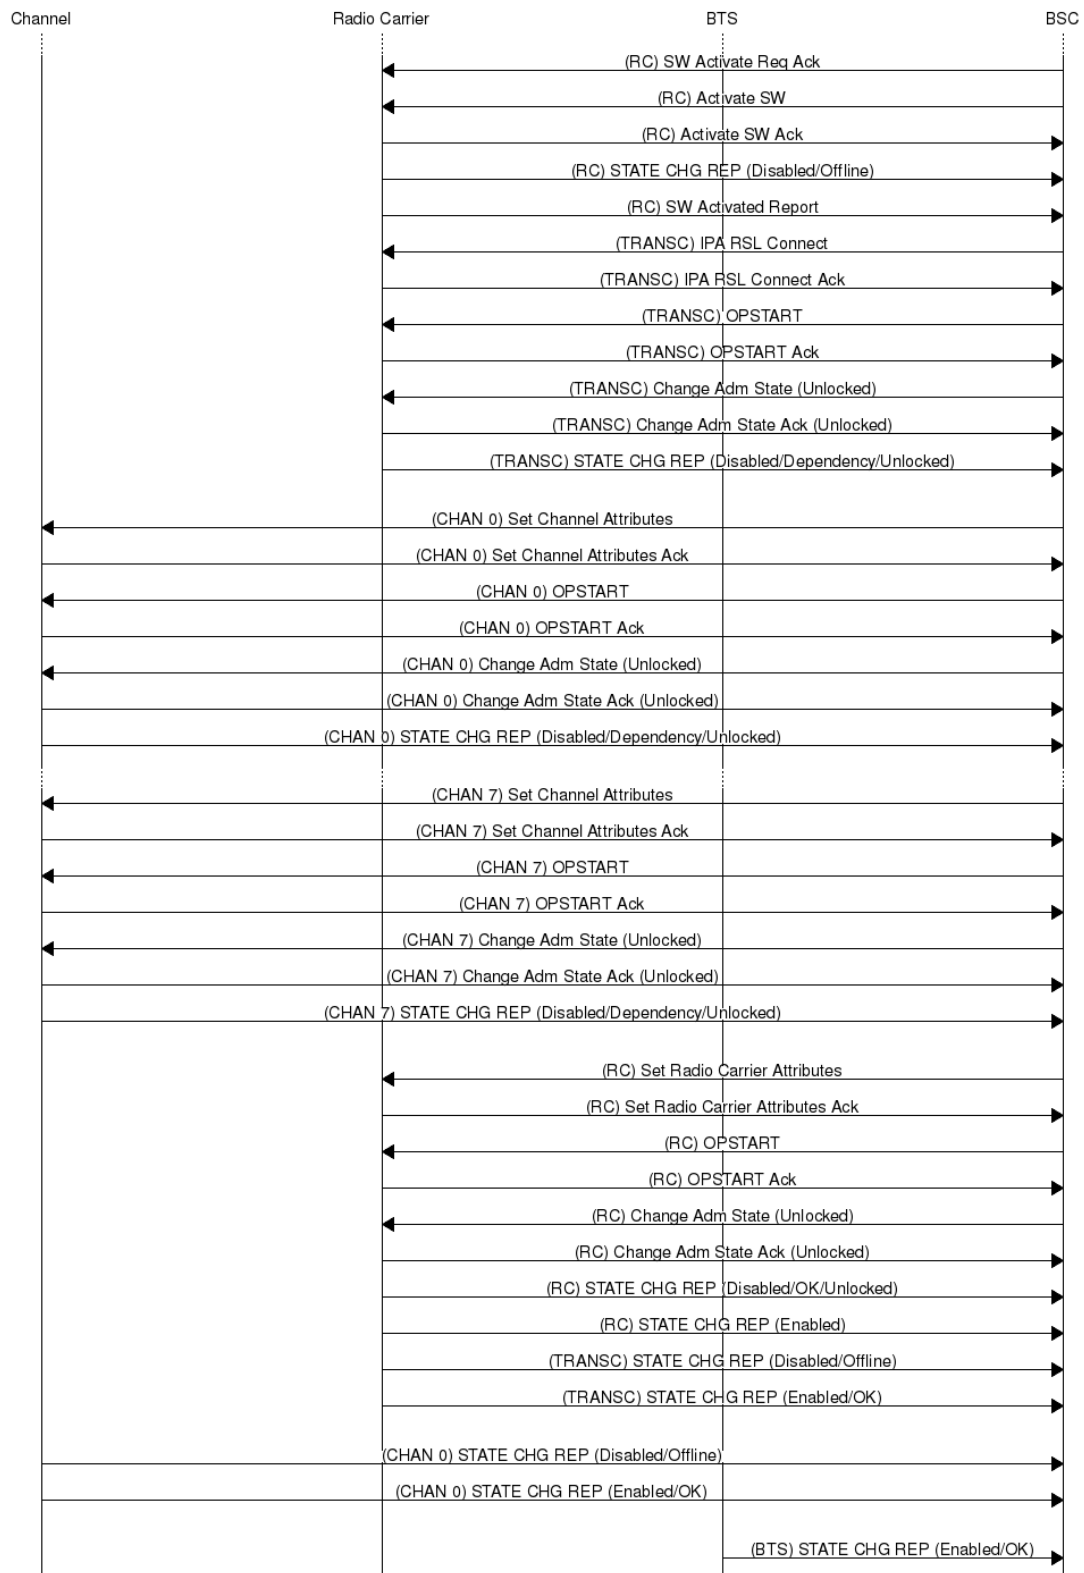 Channel Radio Carrier BTS BSC
(RC) SW Activate Req Ack
(RC) Activate SW
(RC) Activate SW Ack
(RC) STATE CHG REP (Disabled/Offline)
(RC) SW Activated Report
(TRANSC) IPA RSL Connect
(TRANSC) IPA RSL Connect Ack
(TRANSC) OPSTART
(TRANSC) OPSTART Ack
(TRANSC) Change Adm State (Unlocked)
(TRANSC) Change Adm State Ack (Unlocked)
(TRANSC) STATE CHG REP (Disabled/Dependency/Unlocked)
(CHAN 0) Set Channel Attributes
(CHAN 0) Set Channel Attributes Ack
(CHAN 0) OPSTART
(CHAN 0) OPSTART Ack
(CHAN 0) Change Adm State (Unlocked)
(CHAN 0) Change Adm State Ack (Unlocked)
(CHAN 0) STATE CHG REP (Disabled/Dependency/Unlocked)
(CHAN 7) Set Channel Attributes
(CHAN 7) Set Channel Attributes Ack
(CHAN 7) OPSTART
(CHAN 7) OPSTART Ack
(CHAN 7) Change Adm State (Unlocked)
(CHAN 7) Change Adm State Ack (Unlocked)
(CHAN 7) STATE CHG REP (Disabled/Dependency/Unlocked)
(RC) Set Radio Carrier Attributes
(RC) Set Radio Carrier Attributes Ack
(RC) OPSTART
(RC) OPSTART Ack
(RC) Change Adm State (Unlocked)
(RC) Change Adm State Ack (Unlocked)
(RC) STATE CHG REP (Disabled/OK/Unlocked)
(RC) STATE CHG REP (Enabled)
(TRANSC) STATE CHG REP (Disabled/Offline)
(TRANSC) STATE CHG REP (Enabled/OK)
(CHAN 0) STATE CHG REP (Disabled/Offline)
(CHAN 0) STATE CHG REP (Enabled/OK)
(BTS) STATE CHG REP (Enabled/OK)